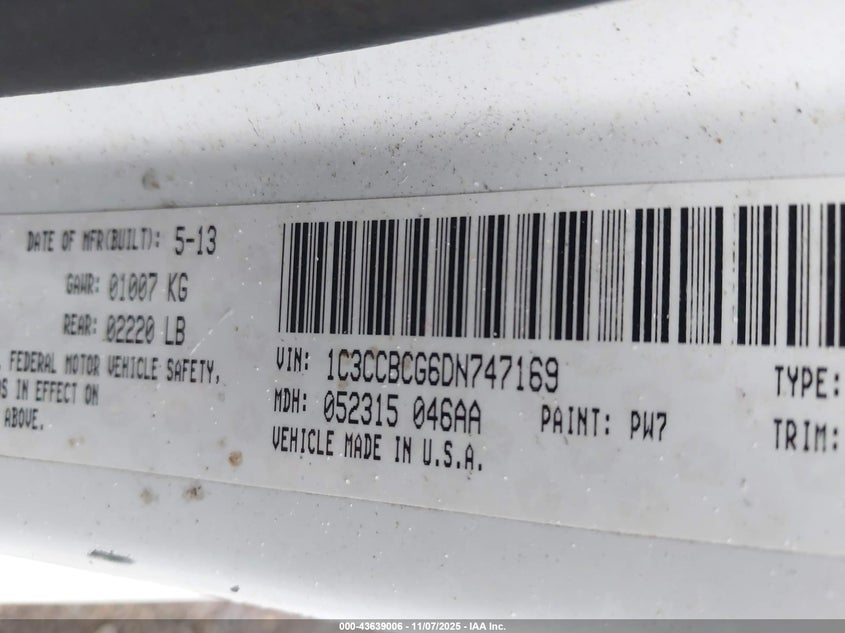 DATE OF MFR(BUILT): 5-13
GAWR: 01007 KG
REAR: 02220 LB
FEDERAL MOTOR VEHICLE SAFETY,
IN EFFECT ON
ABOVE.
VIN: 1C3CCBCG6DN747169
MDH: 052315 046AA PAINT: PW7
VEHICLE MADE IN U.S.A.
TYPE:
TRIM:
000-43639006 - 11/07/2025 - IAA Inc.